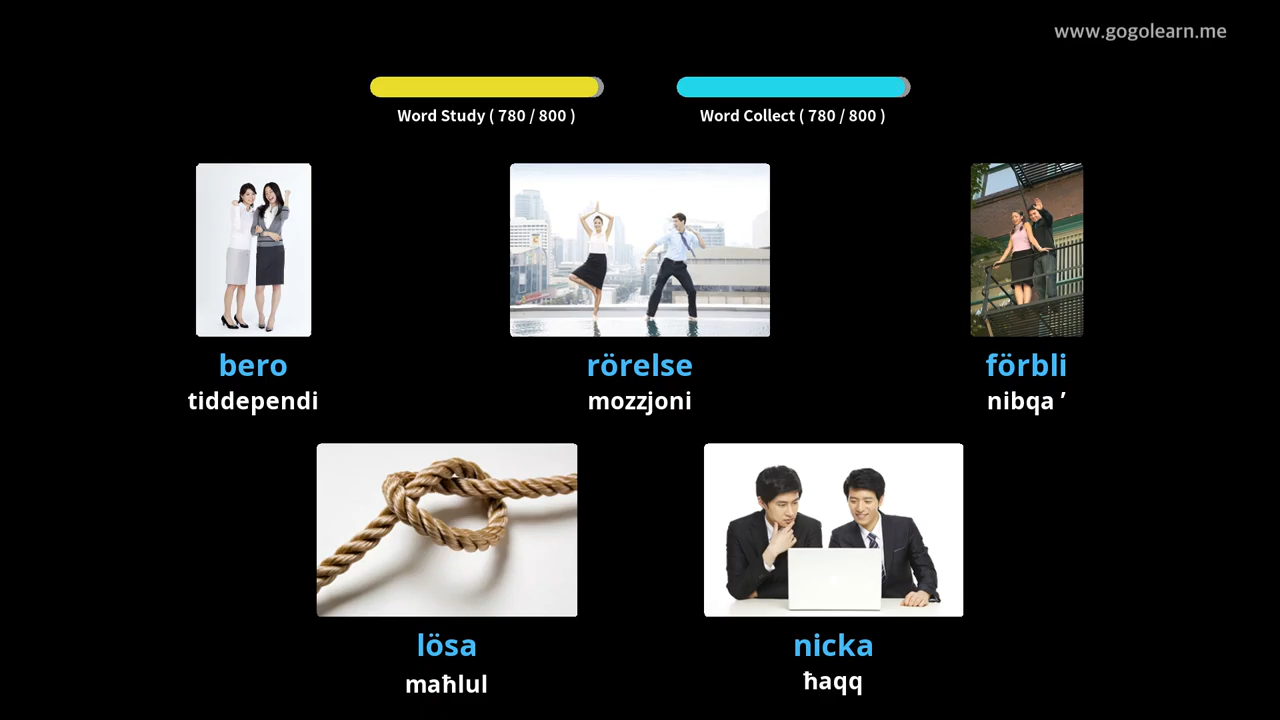 www.gogolearn.me
Word Study ( 780 / 800 )
Word Collect ( 780 / 800 )
bero
tiddependi
rörelse
mozzjoni
förbli
nibqa ’
lösa
maħlul
nicka
ħaqq